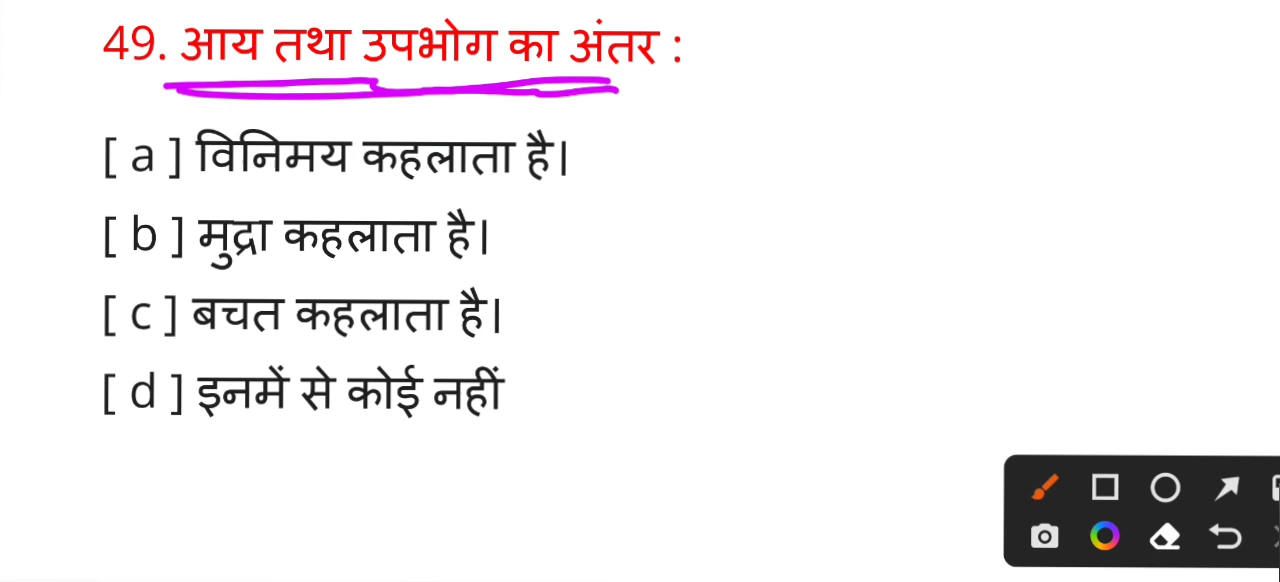 49. आय तथा उपभोग का अंतर :
[ a ] विनिमय कहलाता है।
[ b ] मुद्रा कहलाता है।
[ c ] बचत कहलाता है।
[ d ] इनमें से कोई नहीं